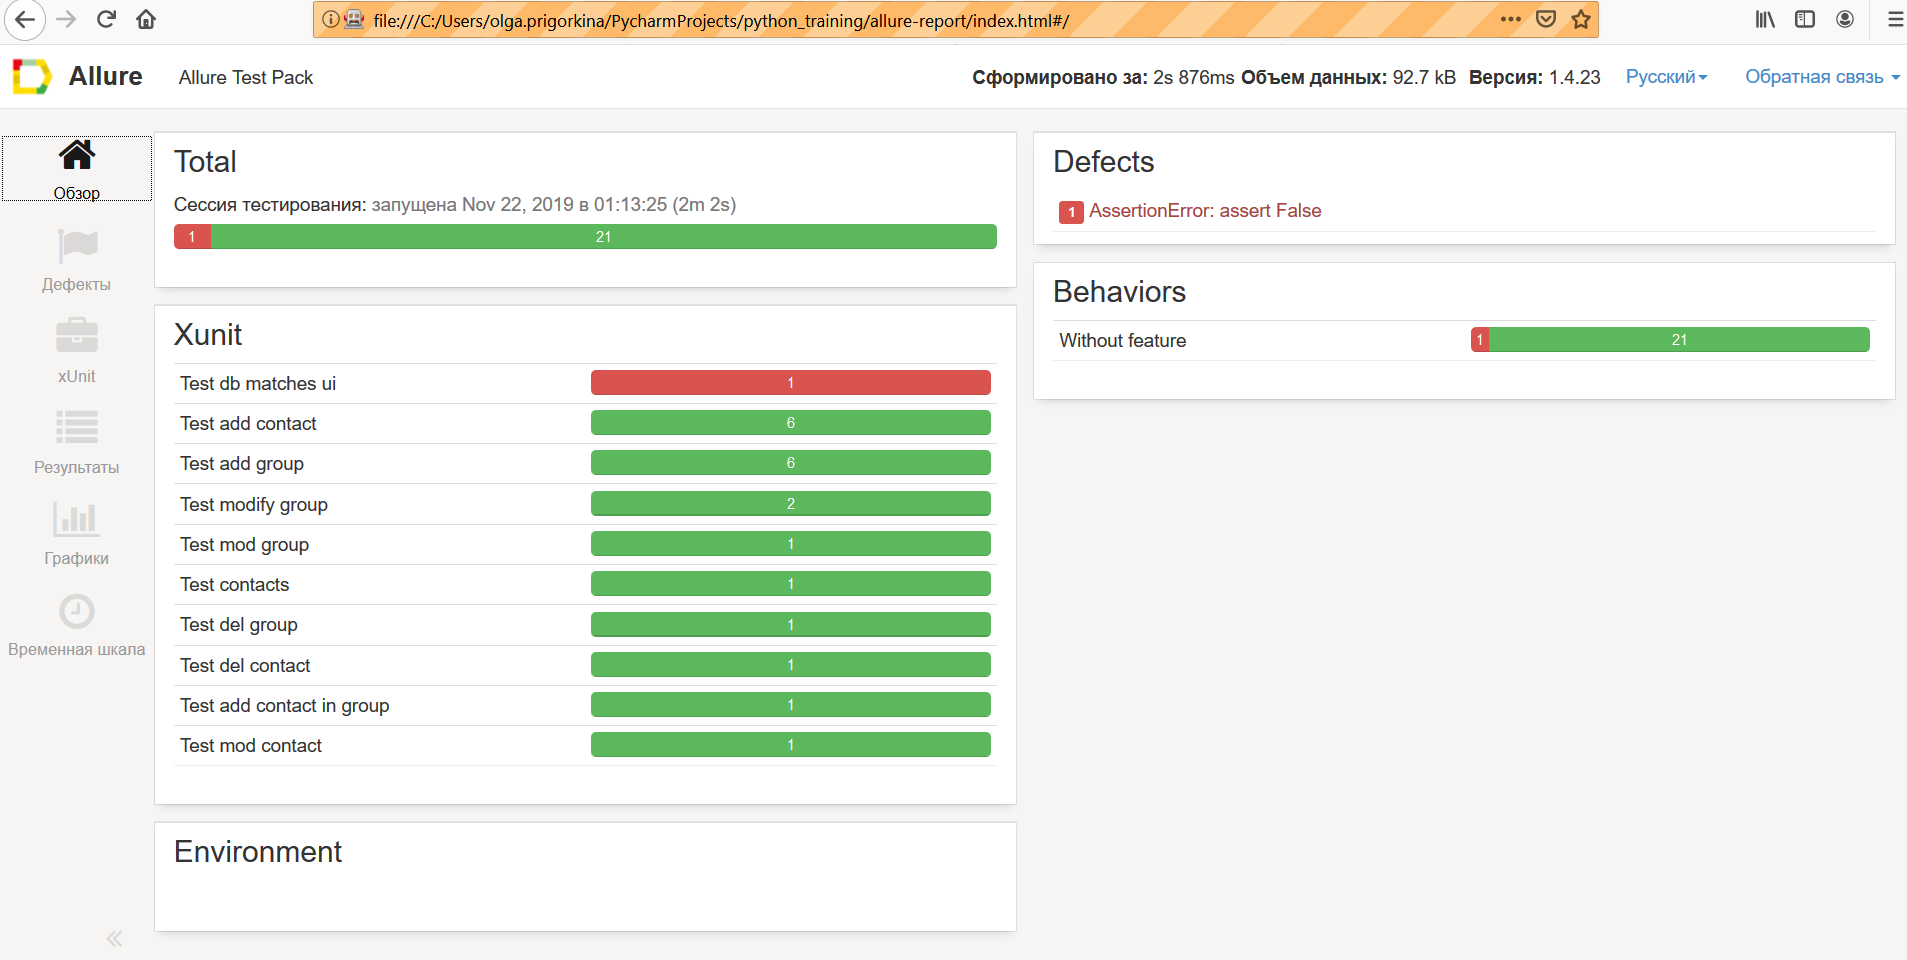 file:///C:/Users/olga.prigorkina/PycharmProjects/python_training/allure-report/index.html#/
Allure
Allure Test Pack
Сформировано за: 2s 876ms Объем данных: 92.7 kB Версия: 1.4.23
Русский
Обратная связь
Обзор
Дефекты
xUnit
Результаты
Графики
Временная шкала
Total
Сессия тестирования: запущена Nov 22, 2019 в 01:13:25 (2m 2s)
1 21
Xunit
Test db matches ui 1
Test add contact 6
Test add group 6
Test modify group 2
Test mod group 1
Test contacts 1
Test del group 1
Test del contact 1
Test add contact in group 1
Test mod contact 1
Environment
Defects
1 AssertionError: assert False
Behaviors
Without feature 1 21